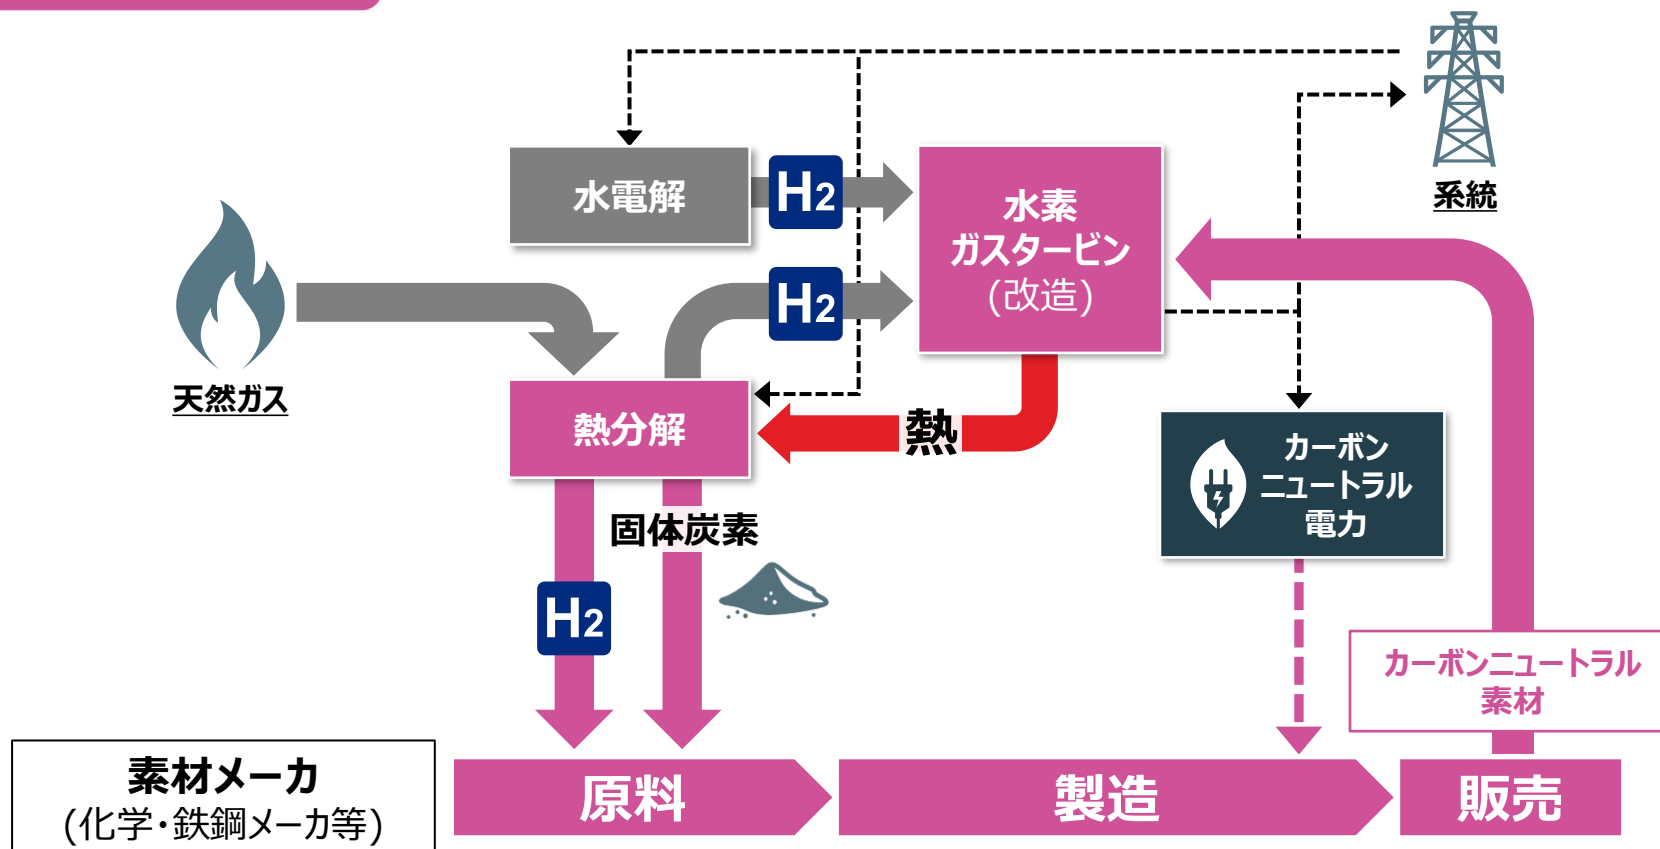 系統
水電解
H2
水素
ガスタービン
(改造)
H2
天然ガス
熱分解
熱
カーボン
ニュートラル
電力
固体炭素
H2
カーボンニュートラル
素材
素材メーカ
(化学・鉄鋼メーカ等)
原料
製造
販売